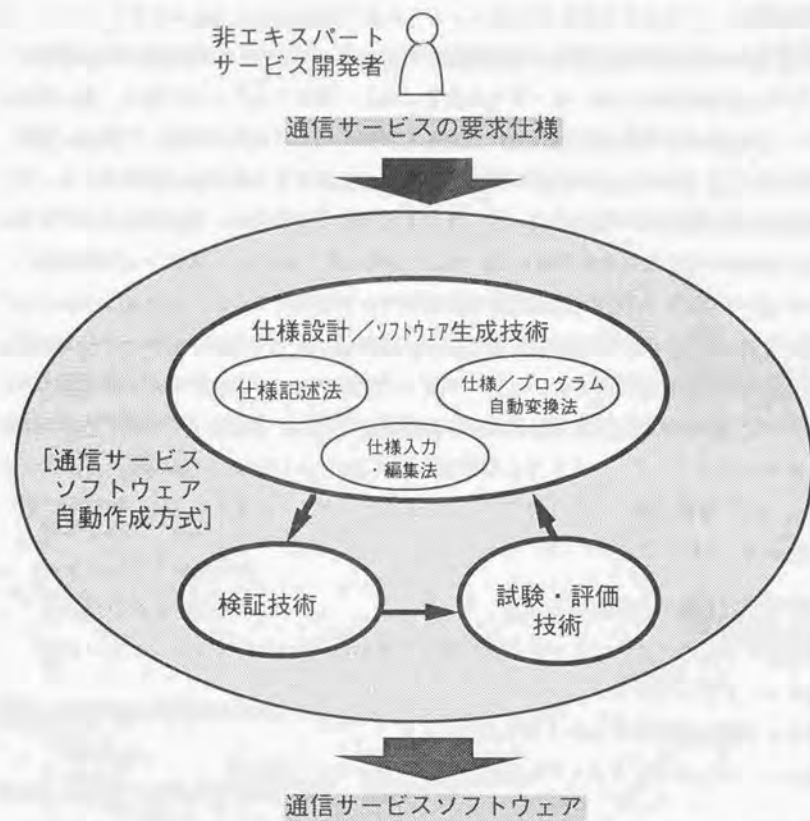 非エキスパート
サービス開発者
通信サービスの要求仕様
仕様設計／ソフトウェア生成技術
仕様記述法
仕様／プログラム
自動変換法
仕様入力
・編集法
[通信サービス
ソフトウェア
自動作成方式]
検証技術
試験・評価
技術
通信サービスソフトウェア